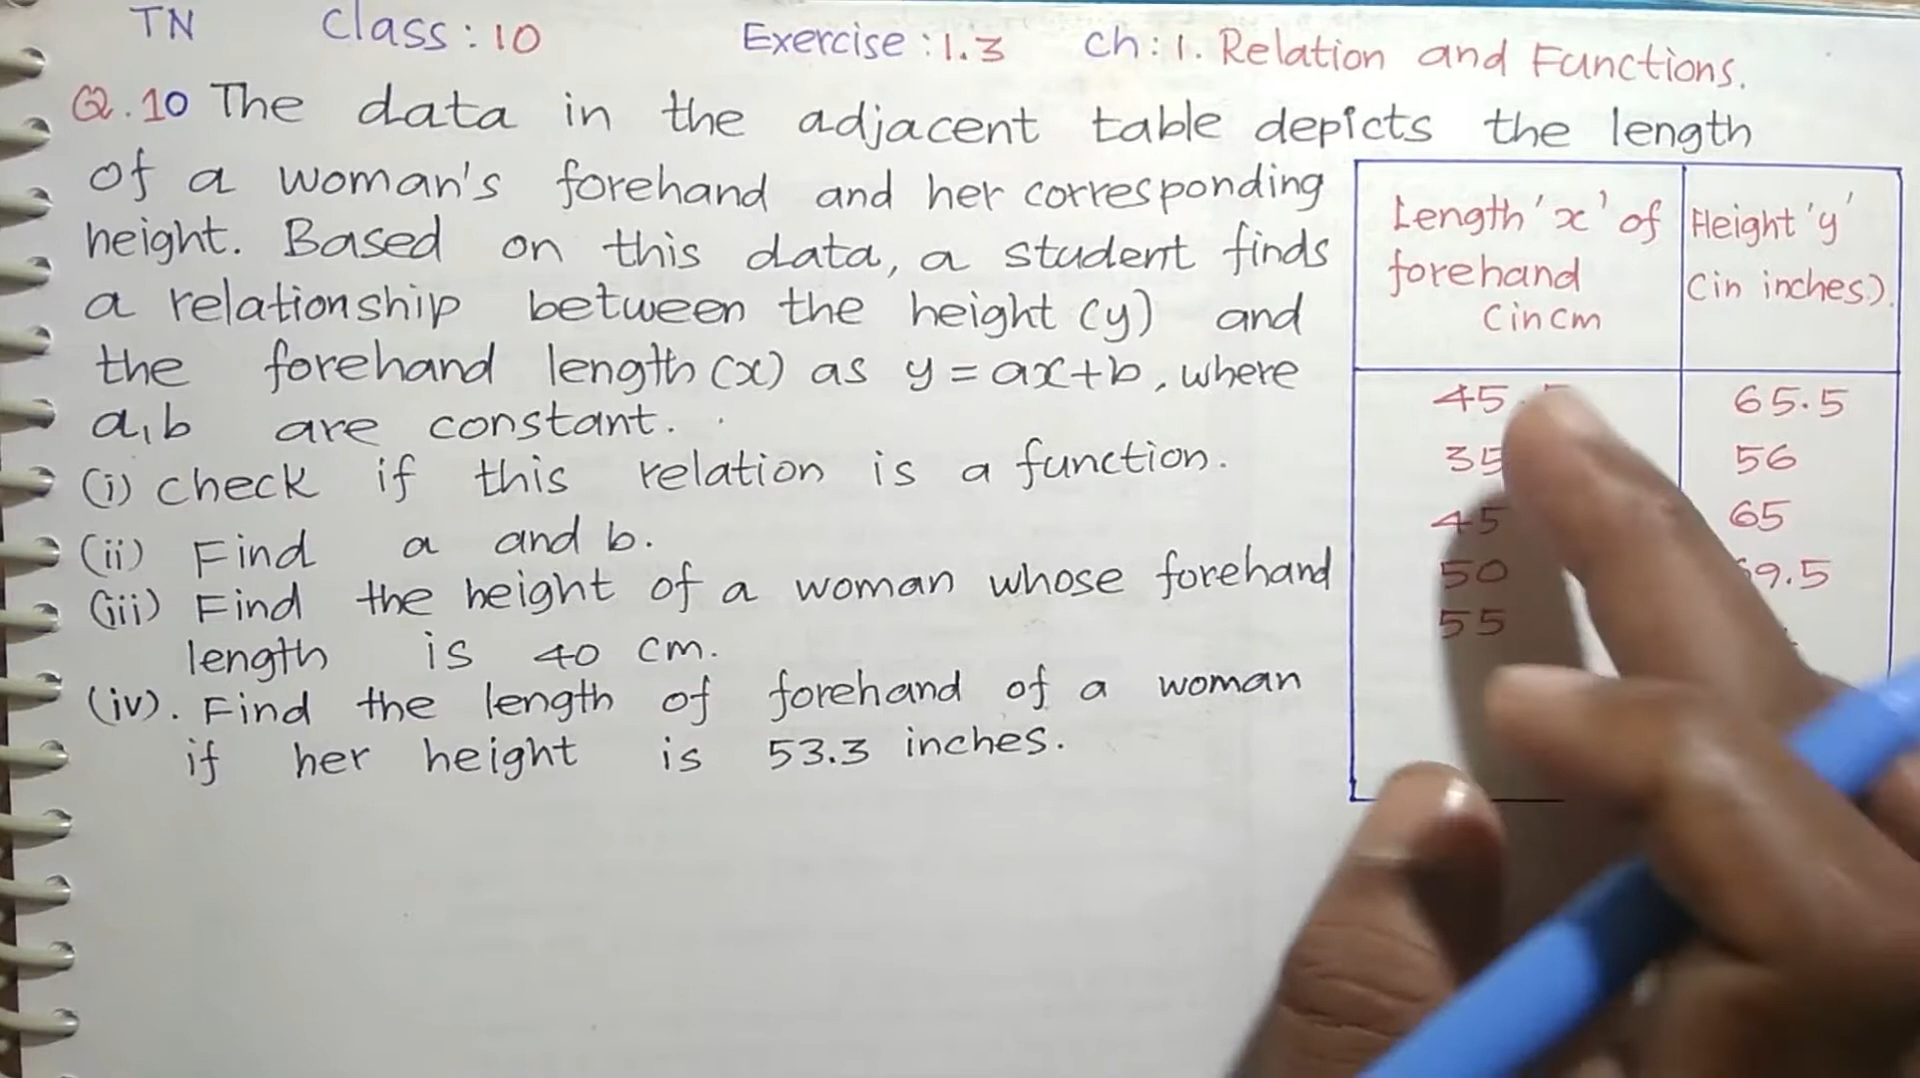 TN Class : 10 Exercise : 1.3 Ch : 1. Relation and Functions.
Q.10 The data in the adjacent table depicts the length
of a woman's forehand and her corresponding
height. Based on this data, a student finds
a relationship between the height (y) and
the forehand length (x) as y = ax+b, where
a, b are constant.
(i) check if this relation is a function.
(ii) Find a and b.
(iii) Find the height of a woman whose forehand
length is 40 cm.
(iv). Find the length of forehand of a woman
if her height is 53.3 inches.
Length 'x' of
forehand
(in cm
Height 'y'
(in inches).
45.5 65.5
35 56
45 65
50 69.5
55